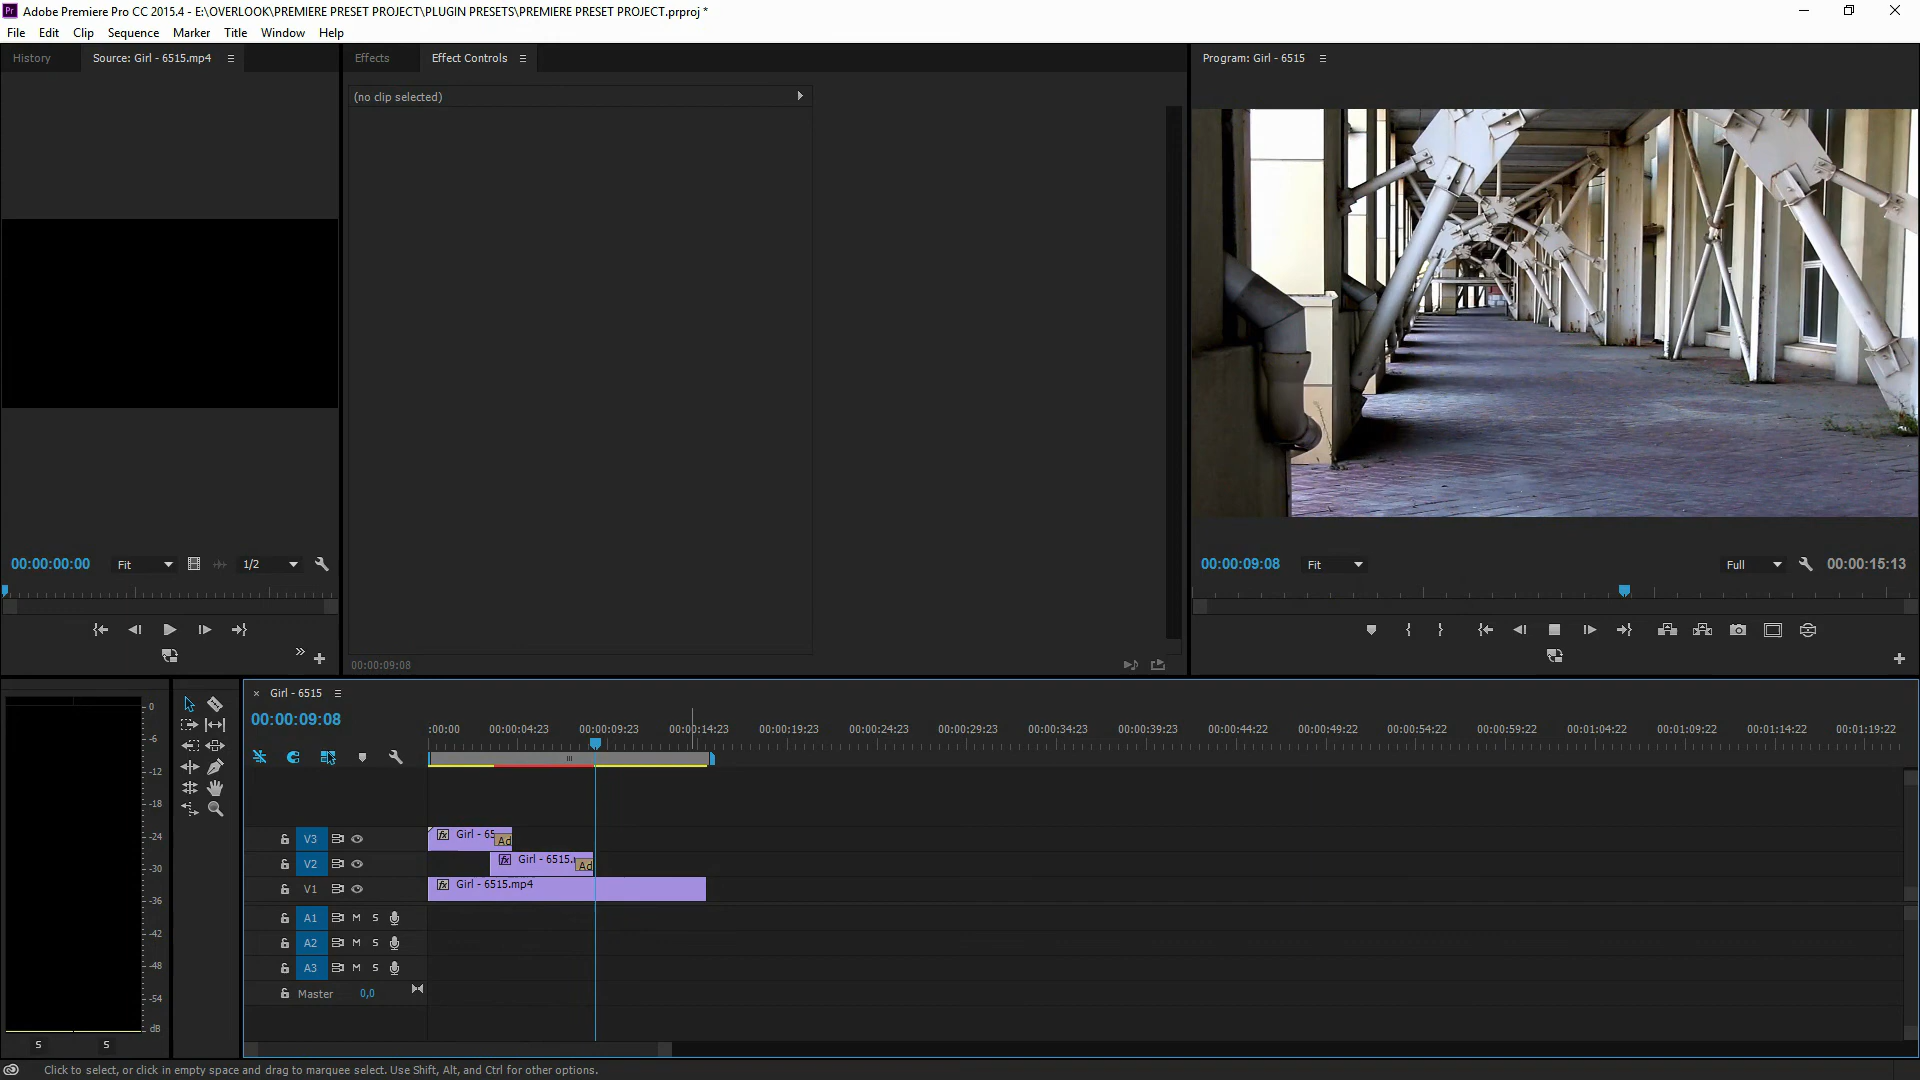 Adobe Premiere Pro CC 2015.4 - E:\OVERLOOK\PREMIERE PRESET PROJECT\PLUGIN PRESETS\PREMIERE PRESET PROJECT.prproj *
File Edit Clip Sequence Marker Title Window Help
History Source: Girl - 6515.mp4 Effects Effect Controls Program: Girl - 6515
(no clip selected)
00:00:00:00 Fit 1/2
00:00:09:08 Fit Full 00:00:15:13
00:00:09:08
Girl - 6515
00:00:09:08
:00:00 00:00:04:23 00:00:09:23 00:00:14:23 00:00:19:23 00:00:24:23 00:00:29:23 00:00:34:23 00:00:39:23 00:00:44:22 00:00:49:22 00:00:54:22 00:00:59:22 00:01:04:22 00:01:09:22 00:01:14:22 00:01:19:22
V3 fx Girl - 65 Ad
V2 fx Girl - 6515. Ad
V1 fx Girl - 6515.mp4
A1 M S
A2 M S
A3 M S
Master 0,0
0
-6
-12
-18
-24
-30
-36
-42
-48
-54
dB
S S
Click to select, or click in empty space and drag to marquee select. Use Shift, Alt, and Ctrl for other options.